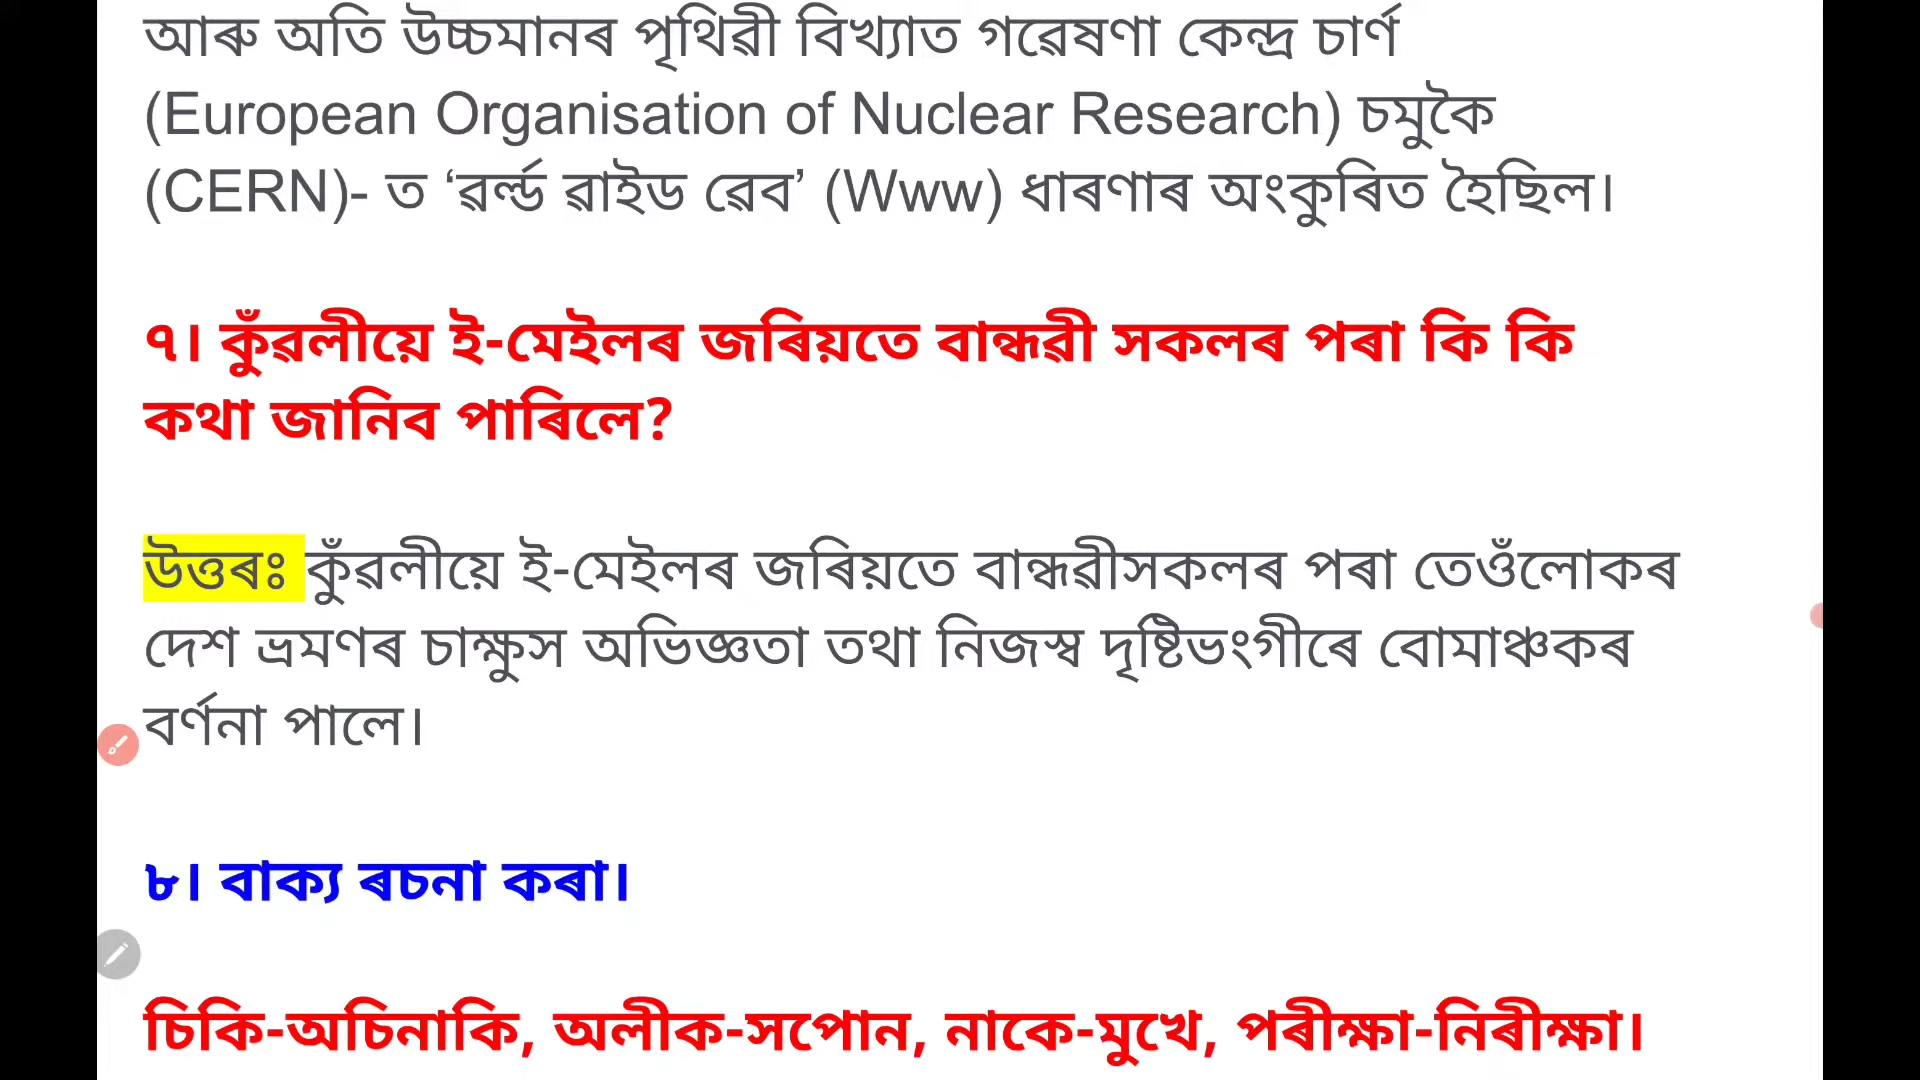 আৰু অতি উচ্চমানৰ পৃথিৱী বিখ্যাত গৱেষণা কেন্দ্ৰ চাৰ্ণ
(European Organisation of Nuclear Research) চমুকৈ
(CERN)- ত ‘ৱৰ্ল্ড ৱাইড ৱেব’ (Www) ধাৰণাৰ অংকুৰিত হৈছিল।
৭। কুঁৱলীয়ে ই-মেইলৰ জৰিয়তে বান্ধৱী সকলৰ পৰা কি কি
কথা জানিব পাৰিলে?
উত্তৰঃ কুঁৱলীয়ে ই-মেইলৰ জৰিয়তে বান্ধৱীসকলৰ পৰা তেওঁলোকৰ
দেশ ভ্ৰমণৰ চাক্ষুস অভিজ্ঞতা তথা নিজস্ব দৃষ্টিভংগীৰে ৰোমাঞ্চকৰ
বৰ্ণনা পালে।
৮। বাক্য ৰচনা কৰা।
চিকি-অচিনাকি, অলীক-সপোন, নাকে-মুখে, পৰীক্ষা-নিৰীক্ষা।